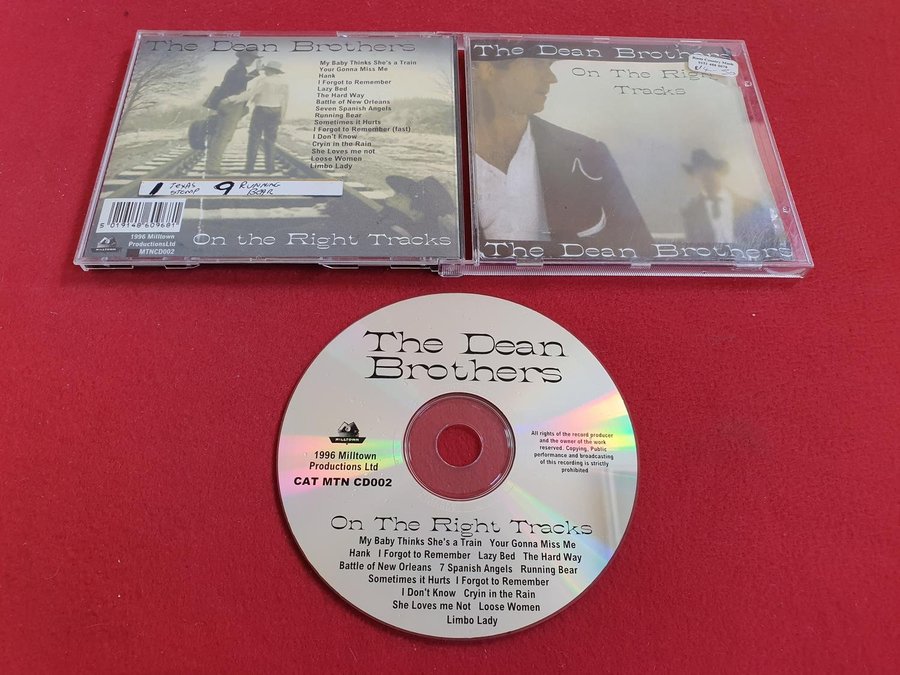 The Dean Brothers
My Baby Thinks She's a Train
Your Gonna Miss Me
Hank
I Forgot to Remember
Lazy Bed
The Hard Way
Battle of New Orleans
Seven Spanish Angels
Running Bear
Sometimes it Hurts
I Forgot to Remember (fast)
I Don't Know
Cryin in the Rain
She Loves me not
Loose Women
Limbo Lady
1 TEXAS STOMP 9 RUNNING BEAR
5 019148 609681
MILLTOWN
1996 Milltown
ProductionsLtd
MTNCD002
On the Right Tracks
The Dean Brothers
On The Right
Tracks
The Dean Brothers
The Dean
Brothers
MILLTOWN
1996 Milltown
Productions Ltd
CAT MTN CD002
All rights of the record producer
and the owner of the work
reserved. Copying, Public
performance and broadcasting
of this recording is strictly
prohibited
On The Right Tracks
My Baby Thinks She's a Train Your Gonna Miss Me
Hank I Forgot to Remember Lazy Bed The Hard Way
Battle of New Orleans 7 Spanish Angels Running Bear
Sometimes it Hurts I Forgot to Remember
I Don't Know Cryin in the Rain
She Loves me Not Loose Women
Limbo Lady